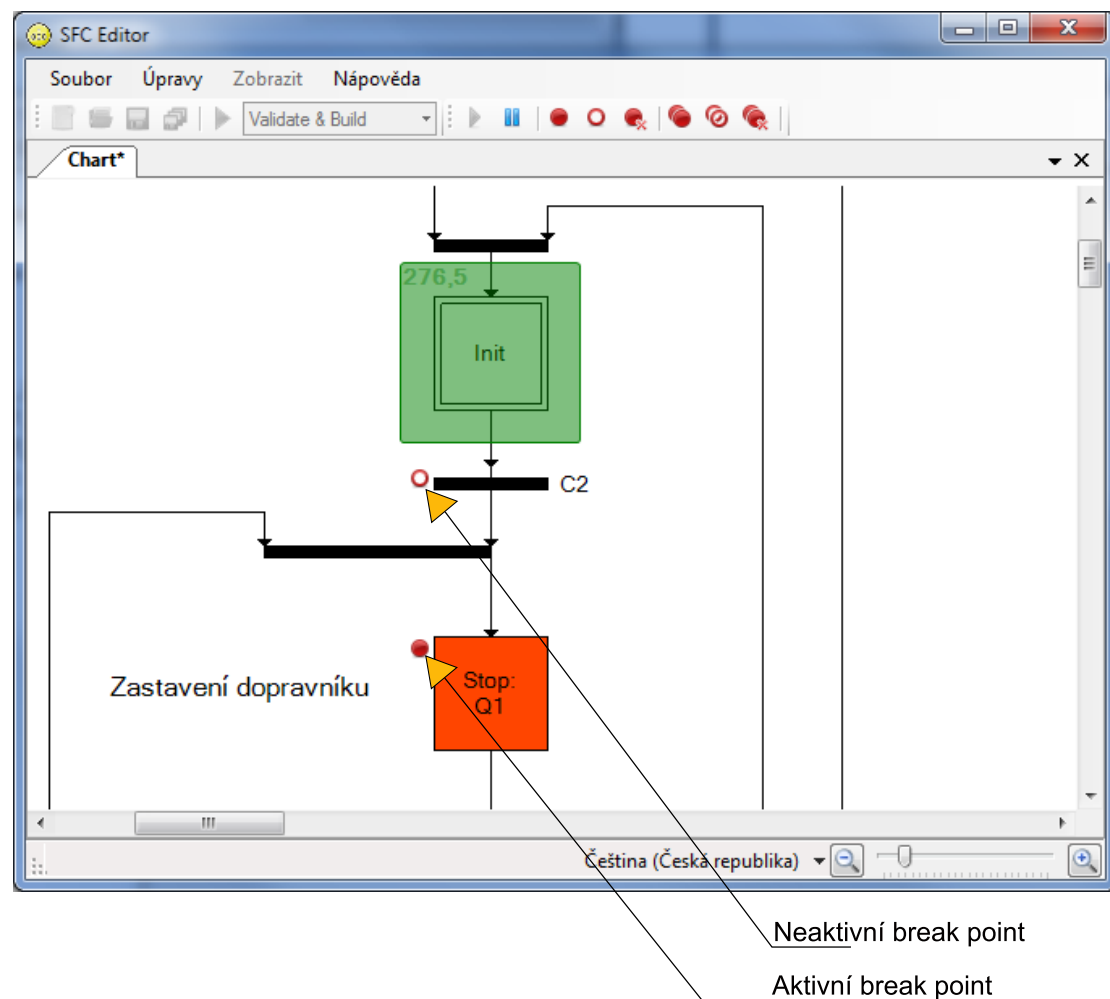 SFC Editor
Soubor Úpravy Zobrazit Nápověda
Validate & Build
Chart*
276,5
Init
C2
Zastavení dopravníku
Stop:
Q1
Čeština (Česká republika)
Neaktivní break point
Aktivní break point